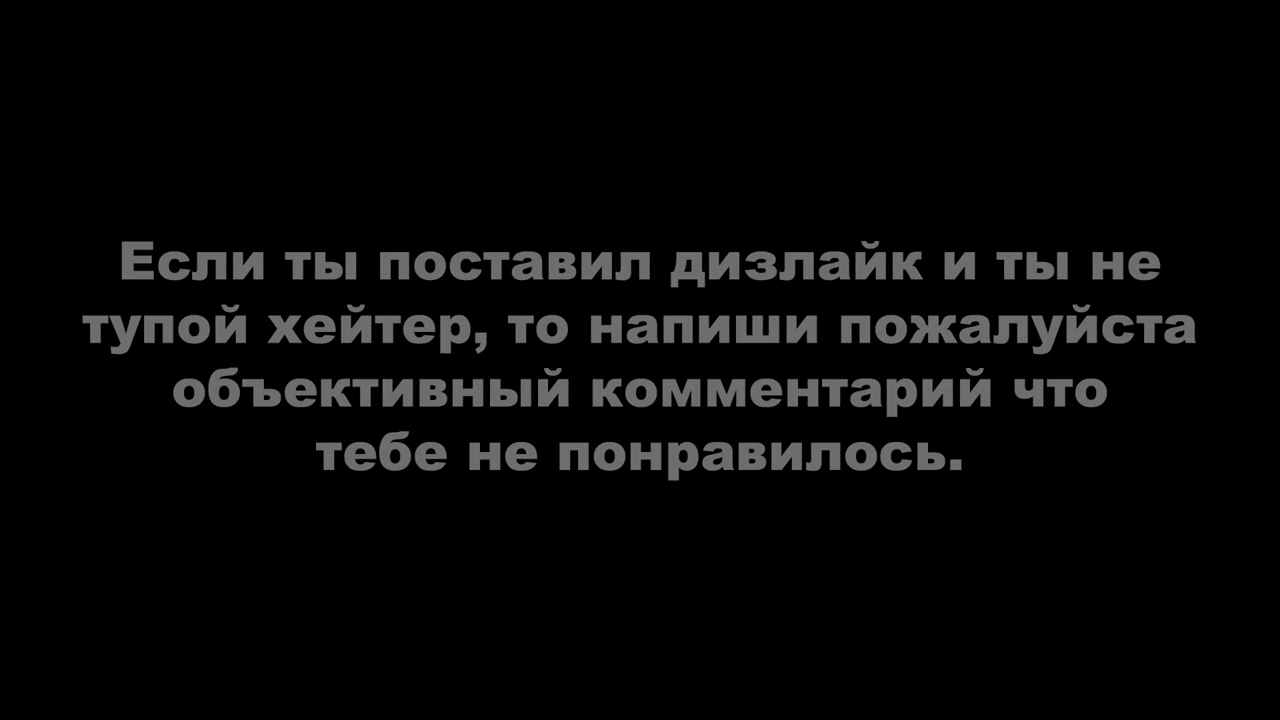 Если ты поставил дизлайк и ты не
тупой хейтер, то напиши пожалуйста
объективный комментарий что
тебе не понравилось.